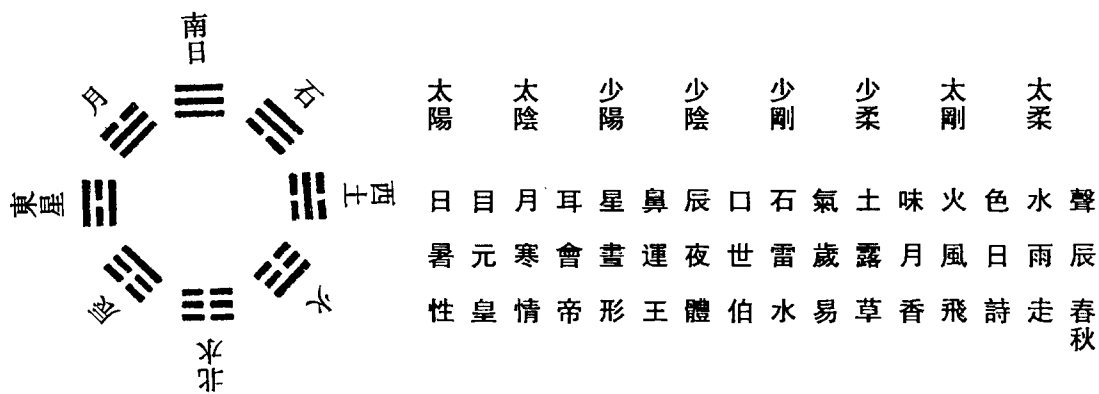 南日
石
西土
火
北水
辰
東星
月
太陽 太陰 少陽 少陰 少剛 少柔 太剛 太柔
日 目 月 耳 星 鼻 辰 口 石 氣 土 味 火 色 水 聲
暑 元 寒 會 晝 運 夜 世 雷 歲 露 月 風 日 雨 辰
性 皇 情 帝 形 王 體 伯 水 易 草 香 飛 詩 走 春秋